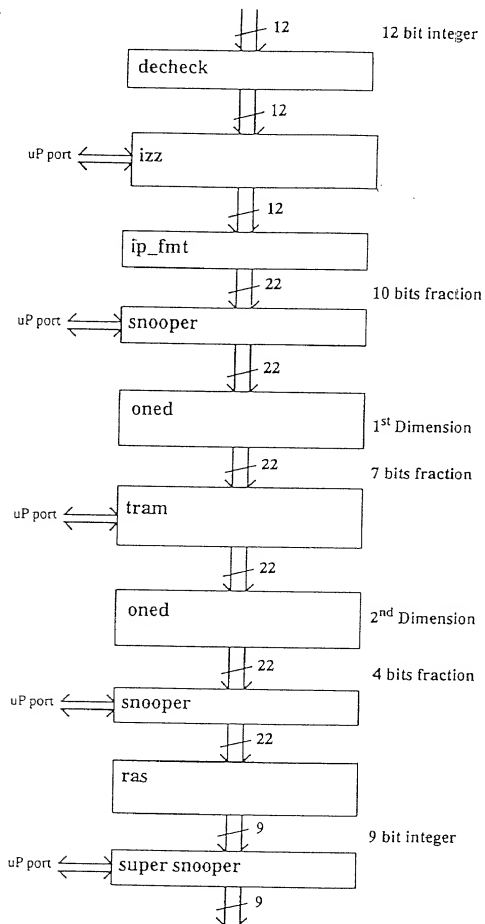 12
12 bit integer
decheck
12
uP port
izz
12
ip_fmt
22
10 bits fraction
uP port
snooper
22
oned
1st Dimension
22
7 bits fraction
uP port
tram
22
oned
2nd Dimension
22
4 bits fraction
uP port
snooper
22
ras
9
9 bit integer
uP port
super snooper
9